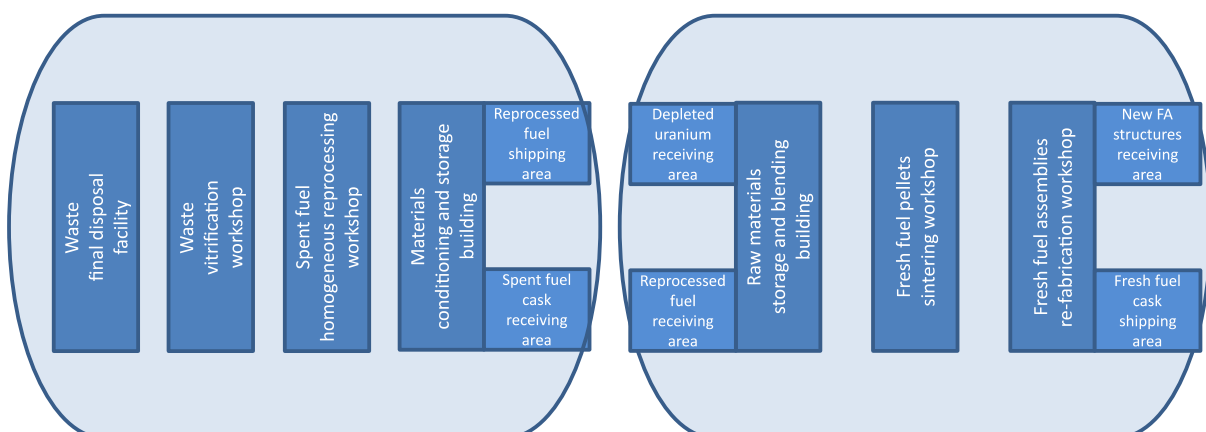 Waste
final disposal
facility
Waste
vitrification
workshop
Spent fuel
homogeneous reprocessing
workshop
Materials
conditioning and storage
building
Reprocessed
fuel
shipping
area
Spent fuel
cask
receiving
area
Depleted
uranium
receiving
area
Reprocessed
fuel
receiving
area
Raw materials
storage and blending
building
Fresh fuel pellets
sintering workshop
Fresh fuel assemblies
re-fabrication workshop
New FA
structures
receiving
area
Fresh fuel
cask
shipping
area